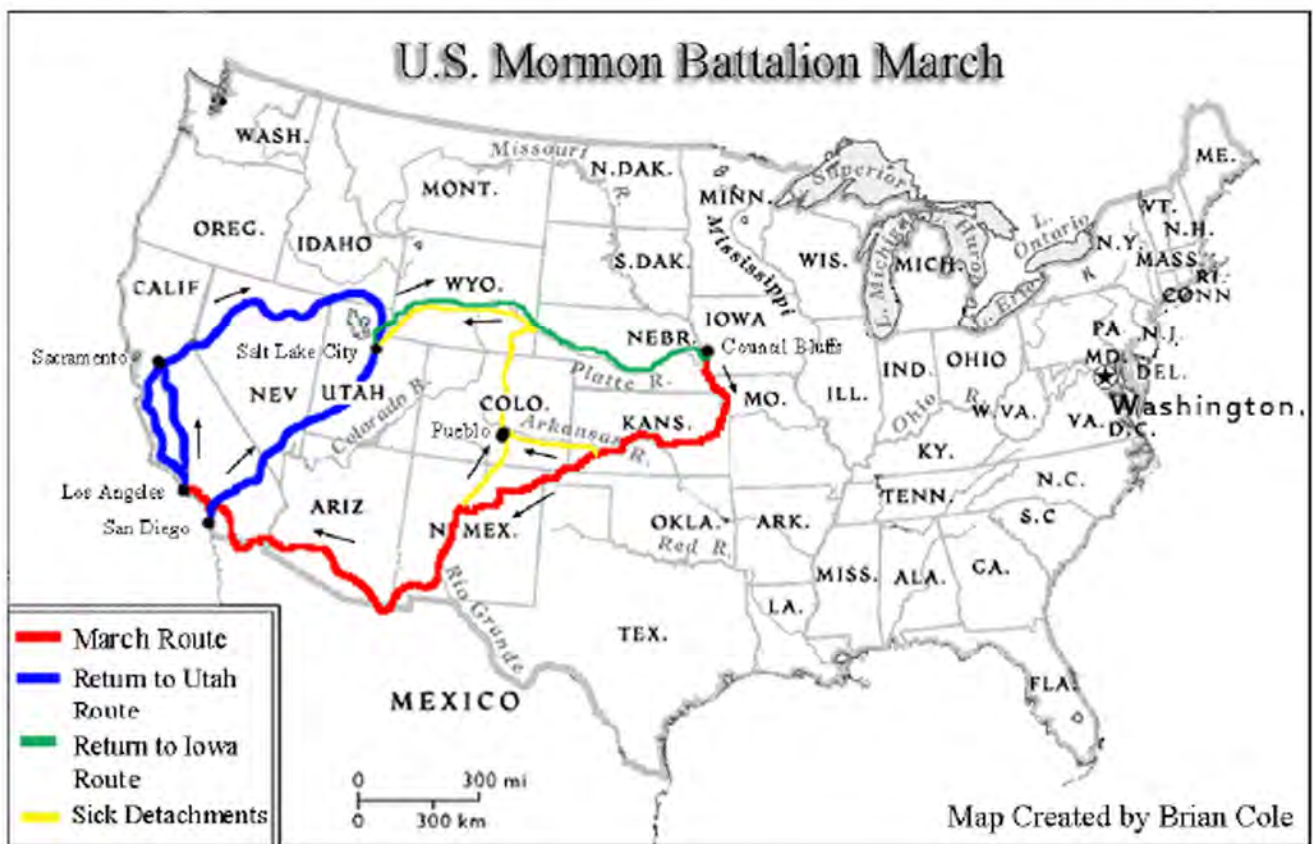 U.S. Mormon Battalion March
WASH.
Missouri
R.
MONT.
N.DAK.
MINN.
Superior
ME.
OREG.
IDAHO
S.DAK.
Mississippi
WIS.
L. Michigan
MICH.
L. Huron
L. Ontario
L. Erie
VT.
N.H.
N.Y.
MASS.
RI.
CONN
CALIF
WYO.
NEBR.
IOWA
Council Bluffs
PA
N.J.
Sacramento
Salt Lake City
NEV
UTAH
Colorado R.
Platte R.
COLO.
Pueblo
Arkansas R.
KANS.
MO.
ILL.
IND.
OHIO
Ohio R.
W.VA.
MD.
DEL.
Washington,
D.C.
VA.
KY.
Los Angeles
San Diego
ARIZ
N. MEX.
OKLA.
Red R.
ARK.
TENN.
N.C.
S.C
MISS.
ALA.
GA.
LA.
TEX.
Rio Grande
FLA.
MEXICO
March Route
Return to Utah
Route
Return to Iowa
Route
Sick Detachments
0 300 mi
0 300 km
Map Created by Brian Cole